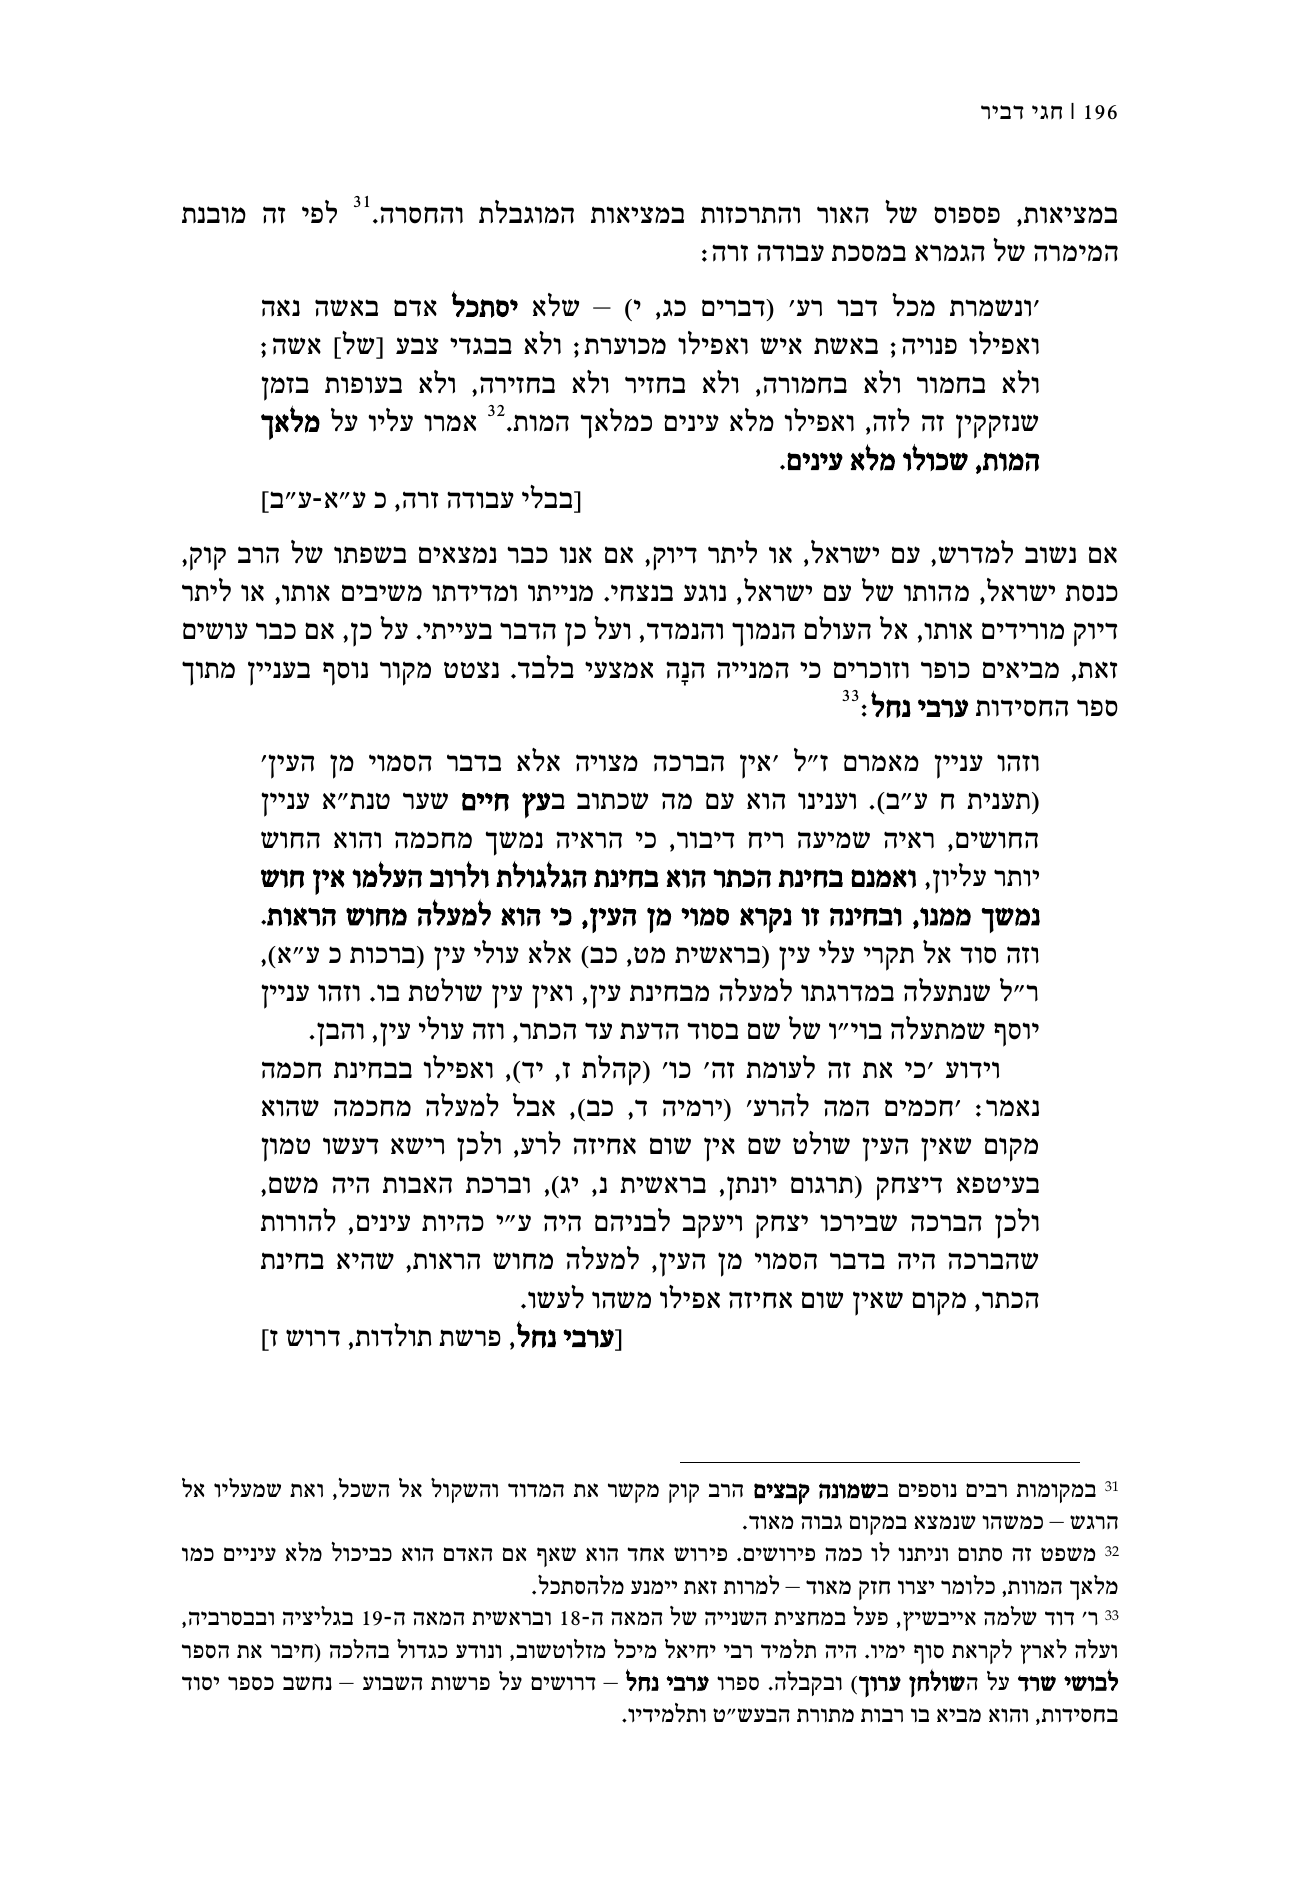 196 | חגי דביר
במציאות, פספוס של האור והתרכזות במציאות המוגבלת והחסרה.31 לפי זה מובנת
המימרה של הגמרא במסכת עבודה זרה:
'ונשמרת מכל דבר רע' (דברים כג, י) – שלא יסתכל אדם באשה נאה
ואפילו פנויה; באשת איש ואפילו מכוערת; ולא בבגדי צבע [של] אשה;
ולא בחמור ולא בחמורה, ולא בחזיר ולא בחזירה, ולא בעופות בזמן
שנזקקין זה לזה, ואפילו מלא עינים כמלאך המות.32 אמרו עליו על מלאך
המות, שכולו מלא עינים.
[בבלי עבודה זרה, כ ע״א-ע״ב]
אם נשוב למדרש, עם ישראל, או ליתר דיוק, אם אנו כבר נמצאים בשפתו של הרב קוק,
כנסת ישראל, מהותו של עם ישראל, נוגע בנצחי. מנייתו ומדידתו משיבים אותו, או ליתר
דיוק מורידים אותו, אל העולם הנמוך והנמדד, ועל כן הדבר בעייתי. על כן, אם כבר עושים
זאת, מביאים כופר וזוכרים כי המנייה הנָה אמצעי בלבד. נצטט מקור נוסף בעניין מתוך
ספר החסידות ערבי נחל:33
וזהו עניין מאמרם ז״ל 'אין הברכה מצויה אלא בדבר הסמוי מן העין'
(תענית ח ע״ב). וענינו הוא עם מה שכתוב בעץ חיים שער טנת״א עניין
החושים, ראיה שמיעה ריח דיבור, כי הראיה נמשך מחכמה והוא החוש
יותר עליון, ואמנם בחינת הכתר הוא בחינת הגלגולת ולרוב העלמו אין חוש
נמשך ממנו, ובחינה זו נקרא סמוי מן העין, כי הוא למעלה מחוש הראות.
וזה סוד אל תקרי עלי עין (בראשית מט, כב) אלא עולי עין (ברכות כ ע״א),
ר״ל שנתעלה במדרגתו למעלה מבחינת עין, ואין עין שולטת בו. וזהו עניין
יוסף שמתעלה בוי״ו של שם בסוד הדעת עד הכתר, וזה עולי עין, והבן.
וידוע 'כי את זה לעומת זה' כו' (קהלת ז, יד), ואפילו בבחינת חכמה
נאמר: 'חכמים המה להרע' (ירמיה ד, כב), אבל למעלה מחכמה שהוא
מקום שאין העין שולט שם אין שום אחיזה לרע, ולכן רישא דעשו טמון
בעיטפא דיצחק (תרגום יונתן, בראשית נ, יג), וברכת האבות היה משם,
ולכן הברכה שבירכו יצחק ויעקב לבניהם היה ע״י כהיות עינים, להורות
שהברכה היה בדבר הסמוי מן העין, למעלה מחוש הראות, שהיא בחינת
הכתר, מקום שאין שום אחיזה אפילו משהו לעשו.
[ערבי נחל, פרשת תולדות, דרוש ז]
31 במקומות רבים נוספים בשמונה קבצים הרב קוק מקשר את המדוד והשקול אל השכל, ואת שמעליו אל
הרגש – כמשהו שנמצא במקום גבוה מאוד.
32 משפט זה סתום וניתנו לו כמה פירושים. פירוש אחד הוא שאף אם האדם הוא כביכול מלא עיניים כמו
מלאך המוות, כלומר יצרו חזק מאוד – למרות זאת יימנע מלהסתכל.
33 ר' דוד שלמה אייבשיץ, פעל במחצית השנייה של המאה ה-18 ובראשית המאה ה-19 בגליציה ובבסרביה,
ועלה לארץ לקראת סוף ימיו. היה תלמיד רבי יחיאל מיכל מזלוטשוב, ונודע כגדול בהלכה (חיבר את הספר
לבושי שרד על השולחן ערוך) ובקבלה. ספרו ערבי נחל – דרושים על פרשות השבוע – נחשב כספר יסוד
בחסידות, והוא מביא בו רבות מתורת הבעש״ט ותלמידיו.